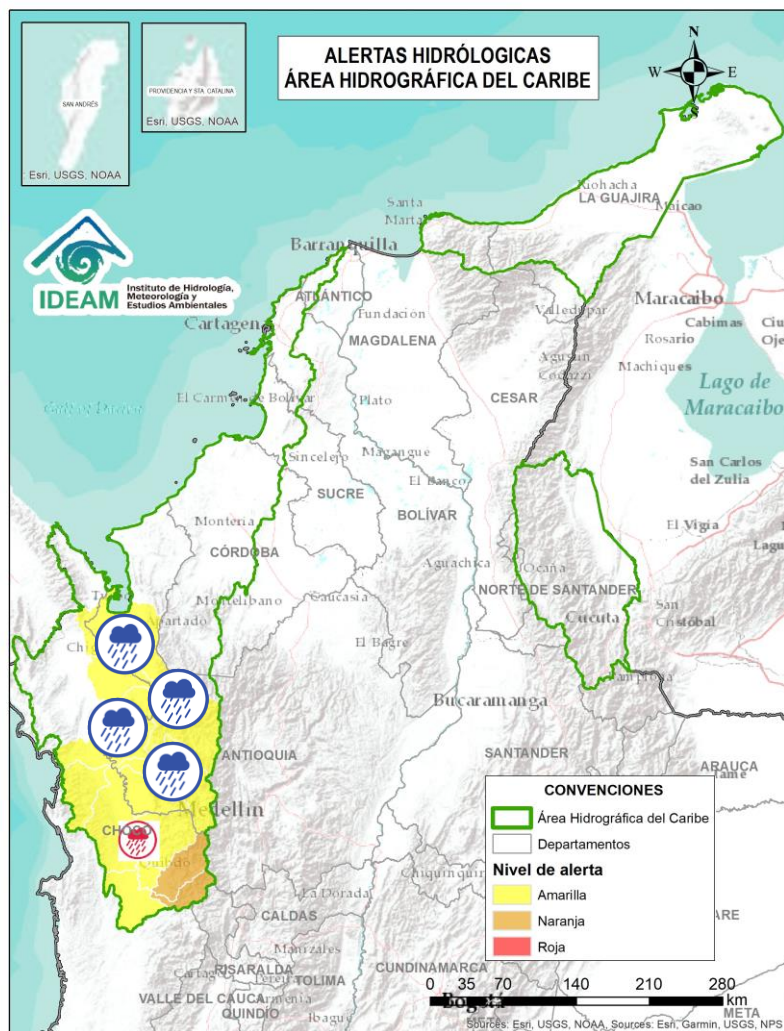 ALERTAS HIDRÓLOGICAS
ÁREA HIDROGRÁFICA DEL CARIBE
N
W
E
S
SAN ANDRÉS
Esri, USGS, NOAA
PROVIDENCIA Y STA. CATALINA
Esri, USGS, NOAA
IDEAM
Instituto de Hidrología,
Meteorología y
Estudios Ambientales
Riohacha
LA GUAJIRA
Maicao
Santa
Marta
Barranquilla
ATLÁNTICO
Cartagen
Fundación
MAGDALENA
Valledupar
Maracaibo
Cabimas
Rosario
Machiques
Agustín
Codazzi
CESAR
Lago de
Maracaibo
El Carmen de Bolívar
Plato
Sincelejo
Magangue
San Carlos
del Zulia
SUCRE
El Banco
BOLÍVAR
Montería
CÓRDOBA
El Vigía
Ocaña
Aguachica
NORTE DE SANTANDER
Montelíbano
Caucasia
Cucuta
San
Cristóbal
El Bagre
Bucaramanga
ANTIOQUIA
SANTANDER
ARAUCA
Medellín
CHOCÓ
Quibdó
La Dorada
CALDAS
Manizales
RISARALDA
TOLIMA
CUNDINAMARCA
VALLE DEL CAUCA
Armenia
QUINDÍO
Ibague
Bogotá
META
CONVENCIONES
Área Hidrográfica del Caribe
Departamentos
Nivel de alerta
Amarilla
Naranja
Roja
0 35 70 140 210 280
km
Sources: Esri, USGS, NOAA, Sources: Esri, Garmin, USGS, NPS